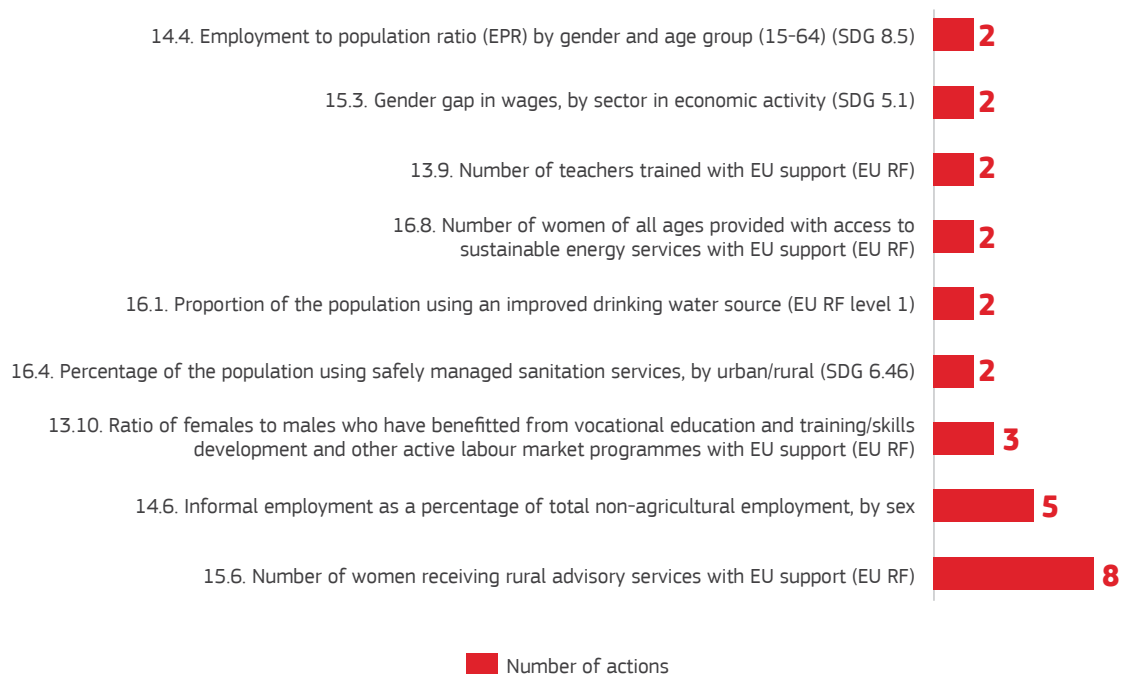 14.4. Employment to population ratio (EPR) by gender and age group (15-64) (SDG 8.5) 2
15.3. Gender gap in wages, by sector in economic activity (SDG 5.1) 2
13.9. Number of teachers trained with EU support (EU RF) 2
16.8. Number of women of all ages provided with access to
sustainable energy services with EU support (EU RF) 2
16.1. Proportion of the population using an improved drinking water source (EU RF level 1) 2
16.4. Percentage of the population using safely managed sanitation services, by urban/rural (SDG 6.46) 2
13.10. Ratio of females to males who have benefitted from vocational education and training/skills
development and other active labour market programmes with EU support (EU RF) 3
14.6. Informal employment as a percentage of total non-agricultural employment, by sex 5
15.6. Number of women receiving rural advisory services with EU support (EU RF) 8
Number of actions